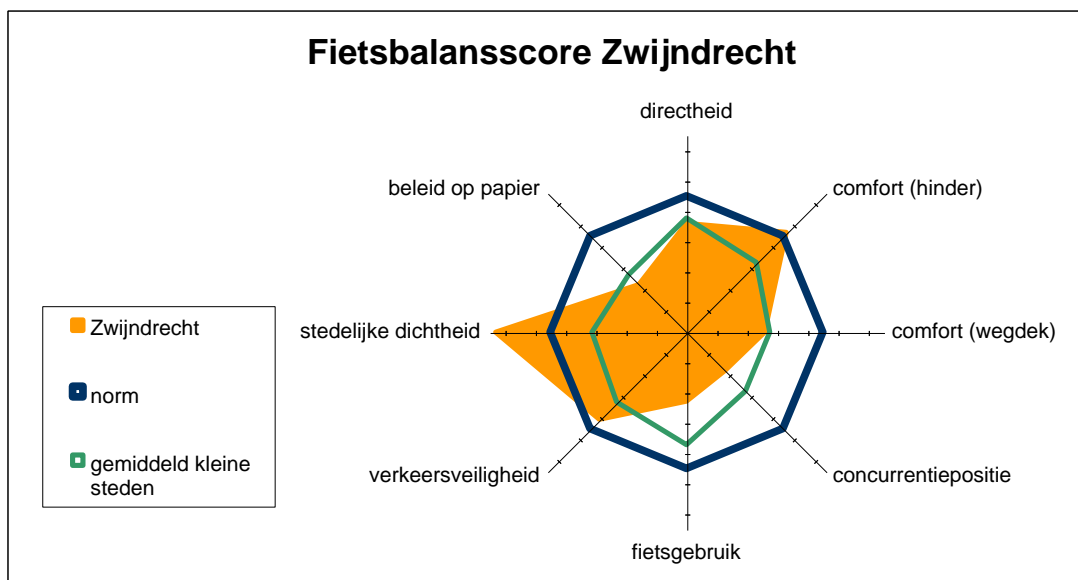 Fietsbalansscore Zwijndrecht
directheid
beleid op papier
comfort (hinder)
stedelijke dichtheid
comfort (wegdek)
verkeersveiligheid
concurrentiepositie
fietsgebruik
Zwijndrecht
norm
gemiddeld kleine
steden